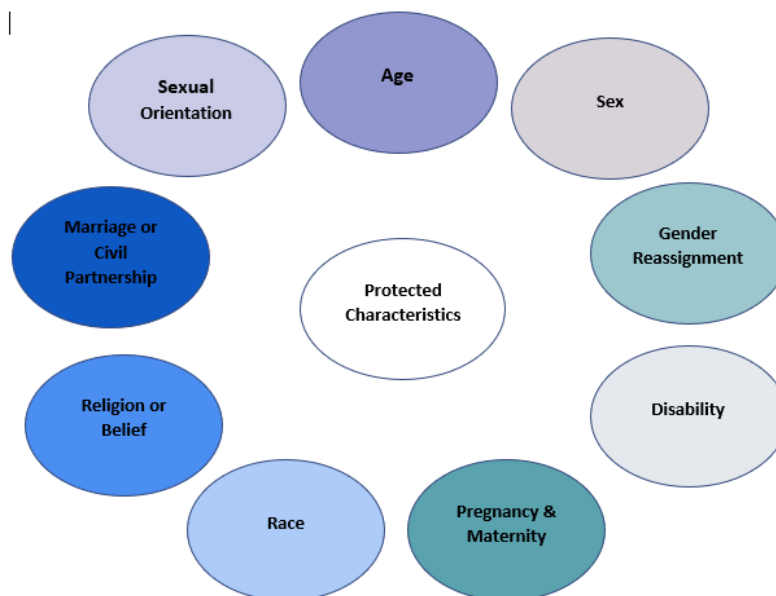 Age
Sexual
Orientation
Sex
Marriage or
Civil
Partnership
Gender
Reassignment
Protected
Characteristics
Religion or
Belief
Disability
Race
Pregnancy &
Maternity